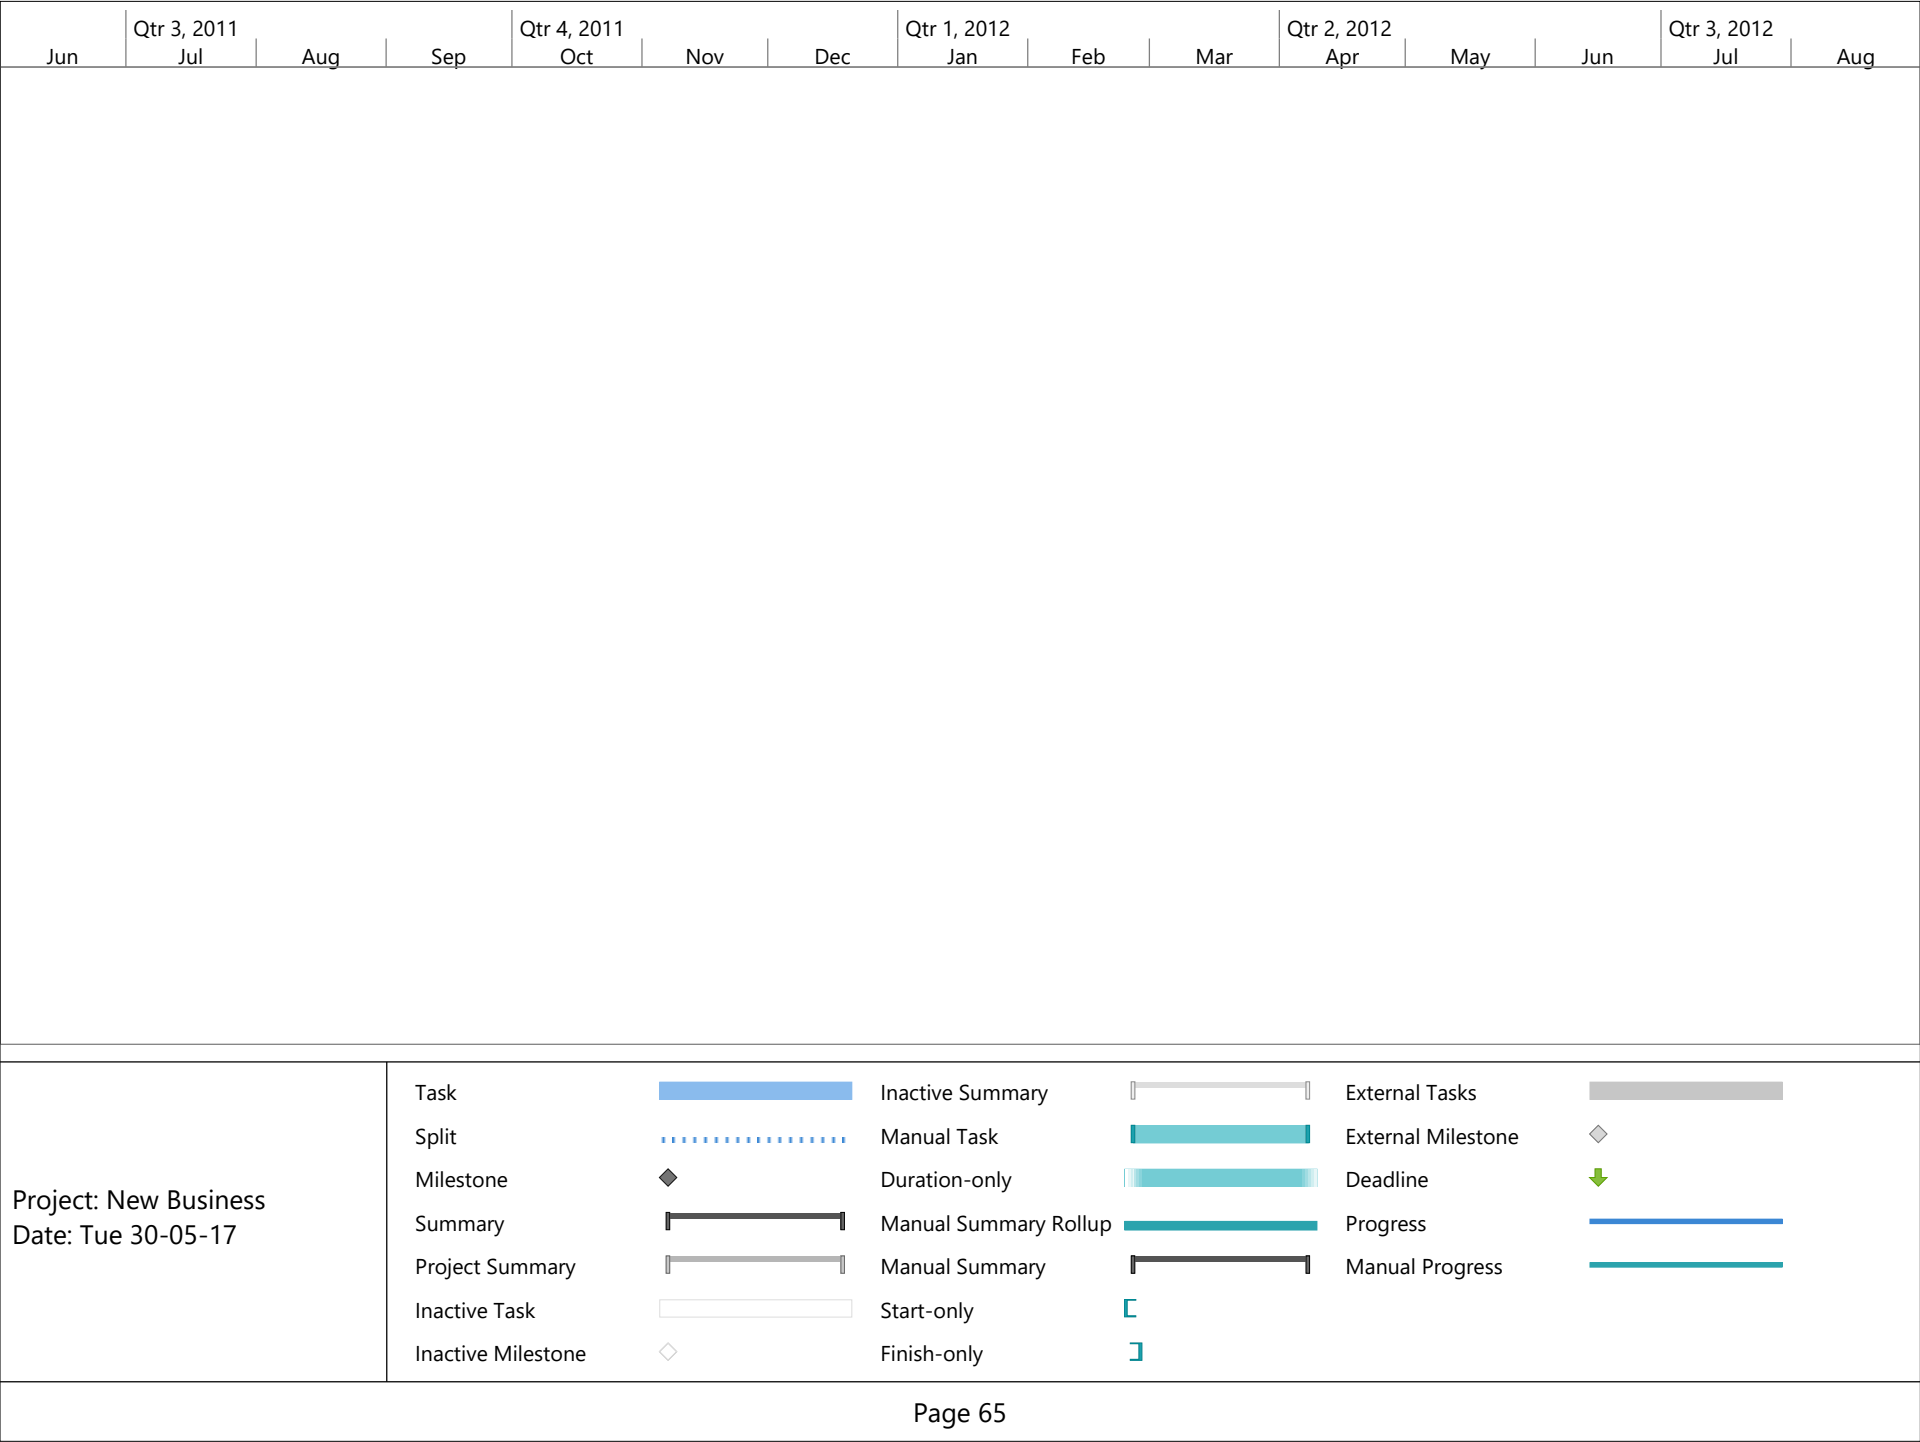 Qtr 3, 2011 Qtr 4, 2011 Qtr 1, 2012 Qtr 2, 2012 Qtr 3, 2012
Jun Jul Aug Sep Oct Nov Dec Jan Feb Mar Apr May Jun Jul Aug
Project: New Business
Date: Tue 30-05-17
Task
Split
Milestone
Summary
Project Summary
Inactive Task
Inactive Milestone
Inactive Summary
Manual Task
Duration-only
Manual Summary Rollup
Manual Summary
Start-only
Finish-only
External Tasks
External Milestone
Deadline
Progress
Manual Progress
Page 65